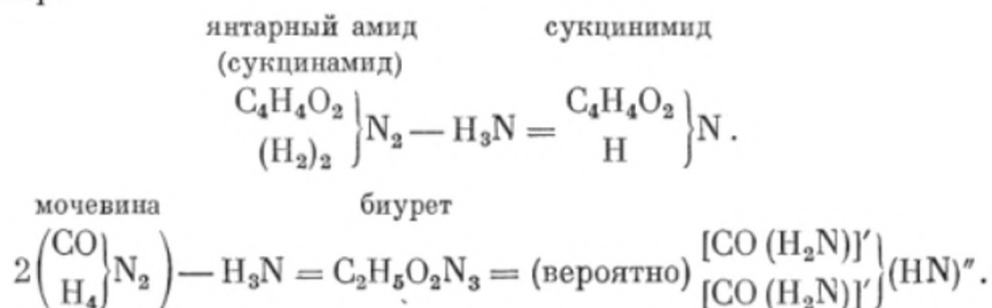 янтарный амид сукцинимид
(сукцинамид)
C₄H₄O₂ C₄H₄O₂
}N₂ — H₃N = }N.
(H₂)₂ H
мочевина биурет
CO [CO (H₂N)]′
2( }N₂) — H₃N = C₂H₅O₂N₃ = (вероятно) }(HN)″.
H₄ [CO (H₂N)]′